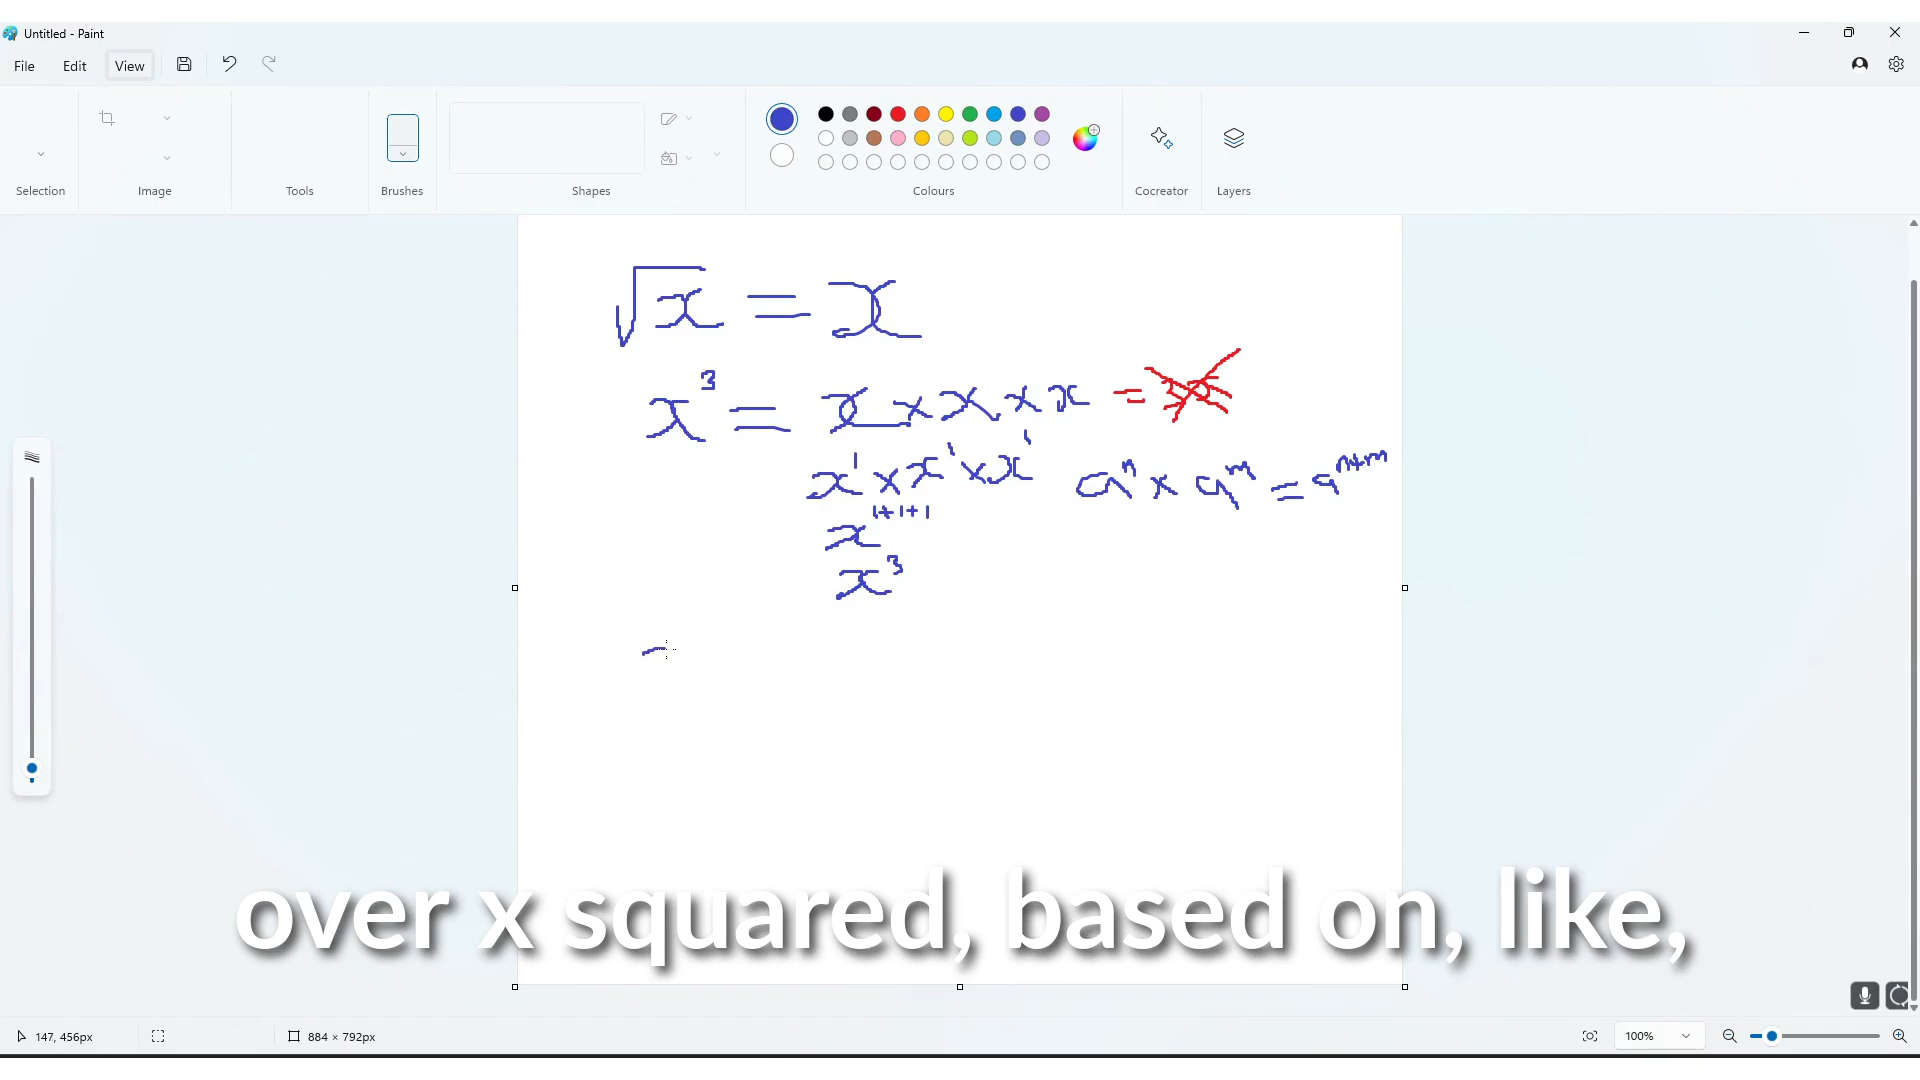 Untitled - Paint
File Edit View
Selection Image Tools Brushes Shapes Colours Cocreator Layers
√x = x
x³ = x × x × x =
x¹ × x¹ × x¹ aⁿ × aᵐ = aⁿ⁺ᵐ
x¹⁺¹⁺¹
x³
over x squared, based on, like,
147, 456px 884 × 792px 100%